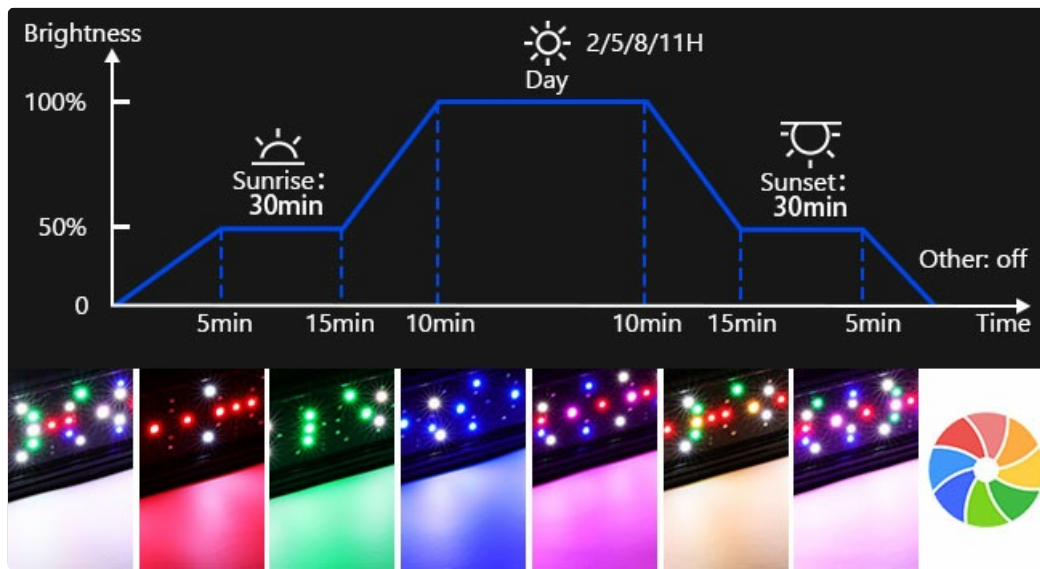 Brightness
2/5/8/11H
Day
100%
Sunrise:
30min
Sunset:
30min
50%
Other: off
0
5min 15min 10min 10min 15min 5min Time